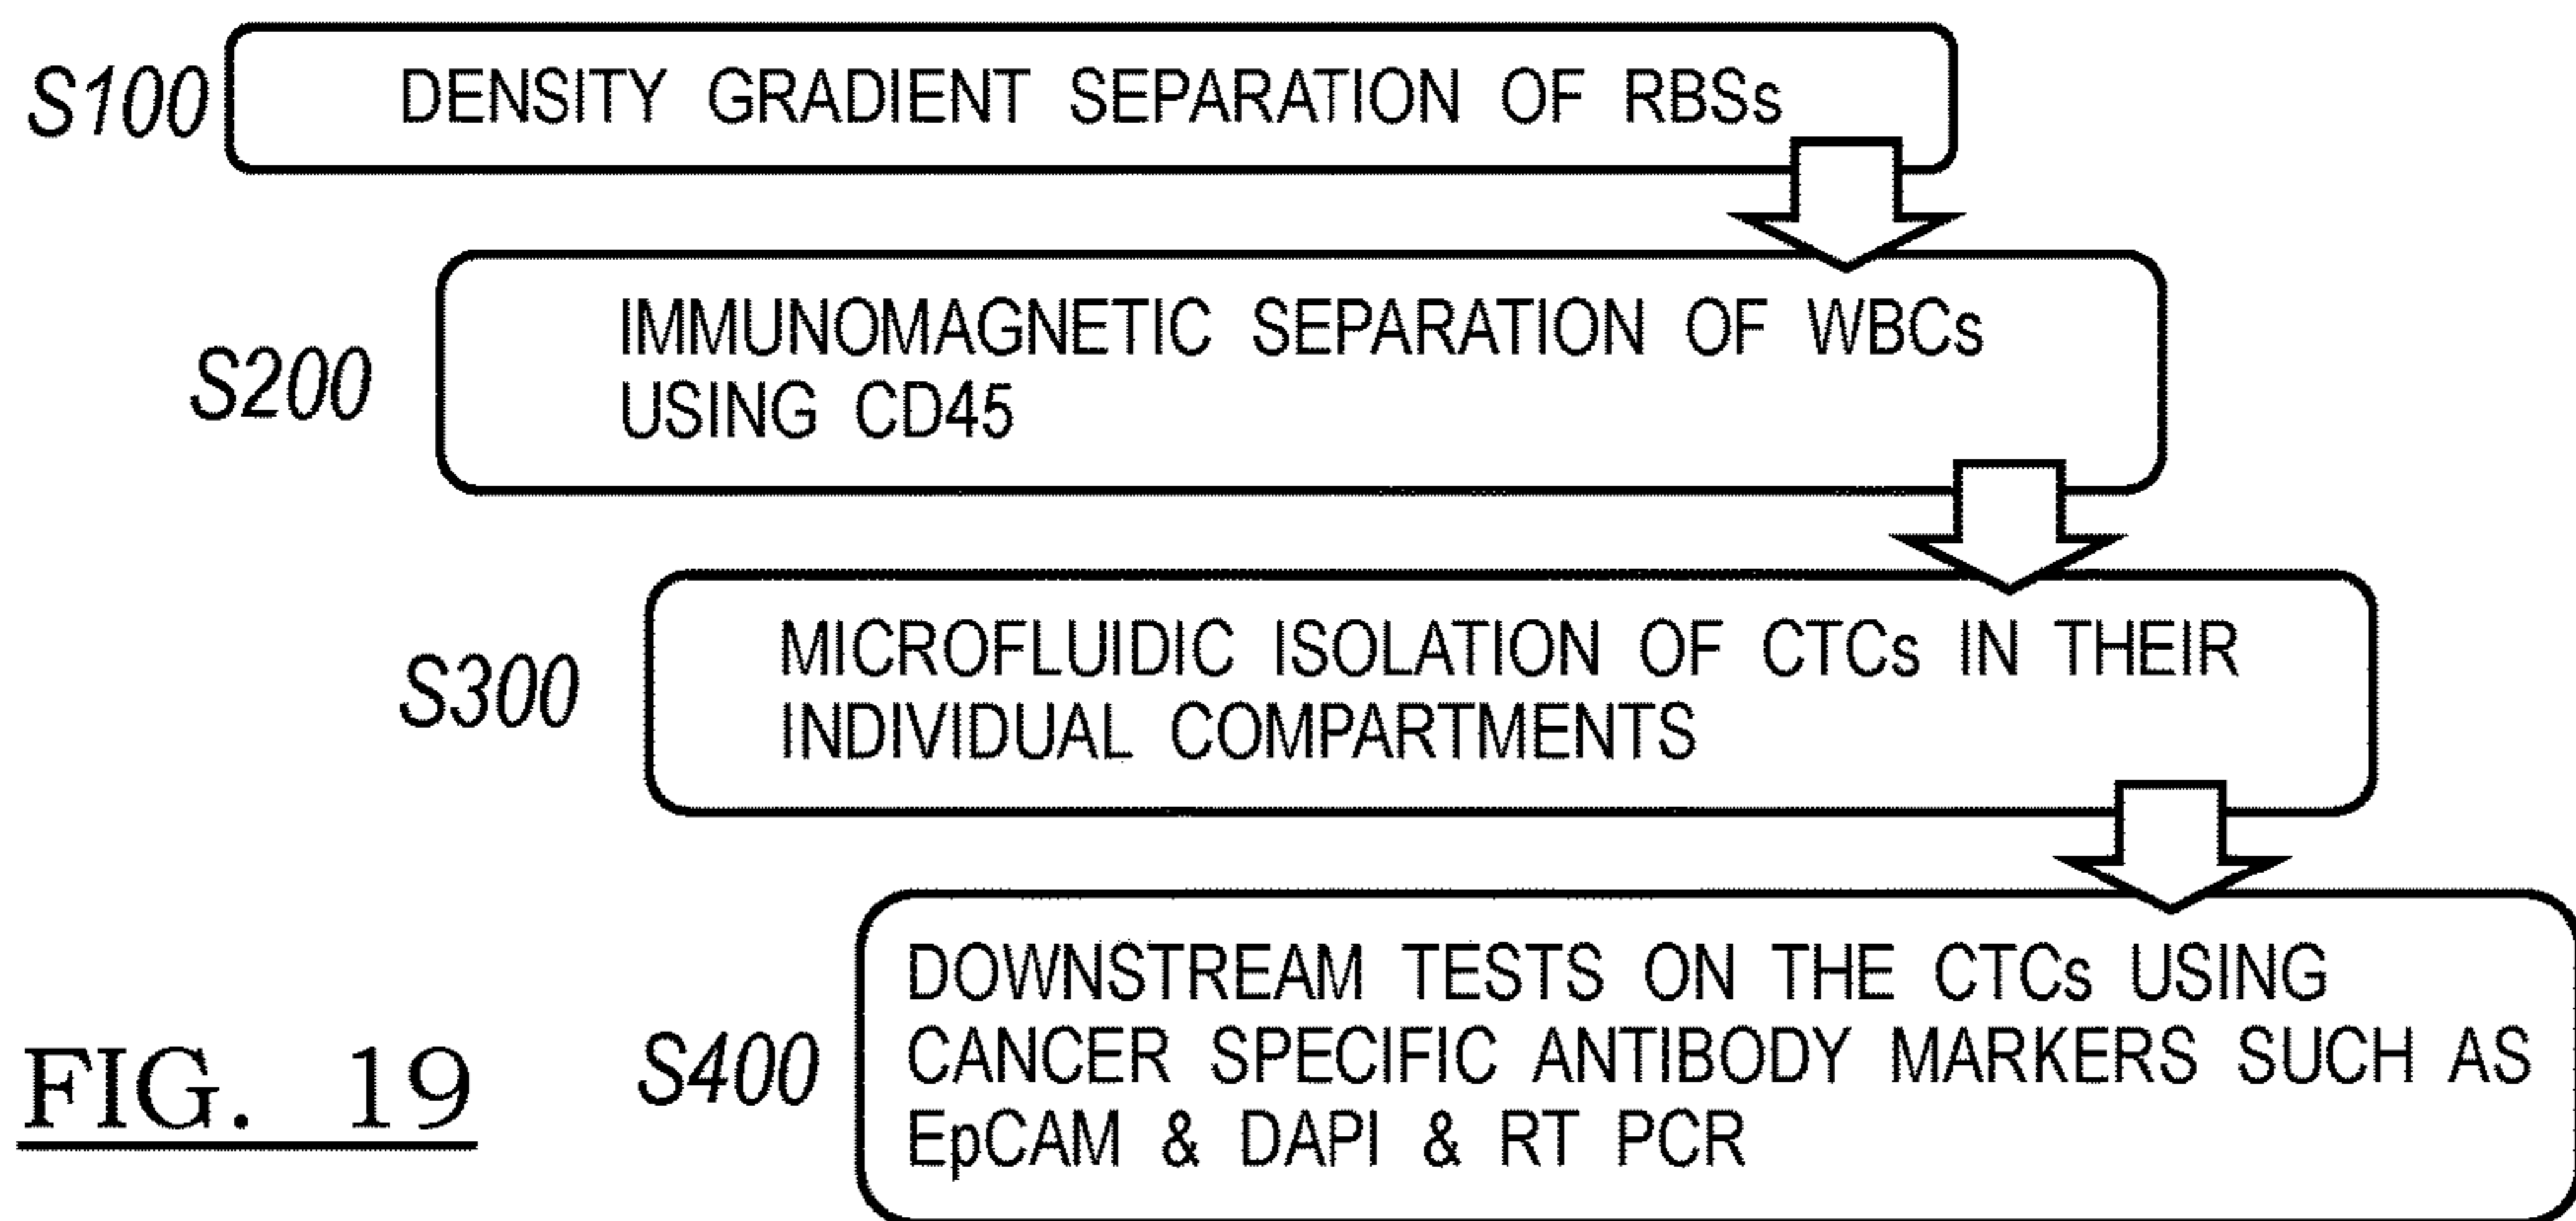 S100 DENSITY GRADIENT SEPARATION OF RBSs
S200
IMMUNOMAGNETIC SEPARATION OF WBCs
USING CD45
S300
MICROFLUIDIC ISOLATION OF CTCs IN THEIR
INDIVIDUAL COMPARTMENTS
S400
DOWNSTREAM TESTS ON THE CTCs USING
CANCER SPECIFIC ANTIBODY MARKERS SUCH AS
EpCAM & DAPI & RT PCR
FIG. 19